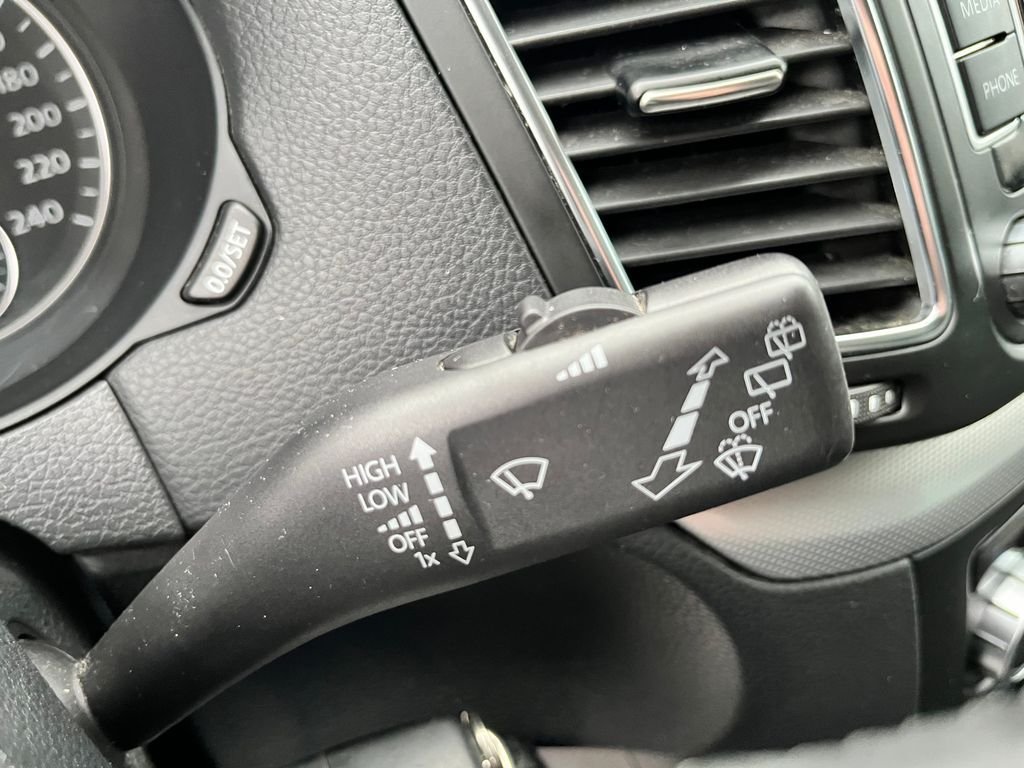 180
200
220
240
0.0/SET
MEDIA
PHONE
HIGH
LOW
OFF
1x
OFF